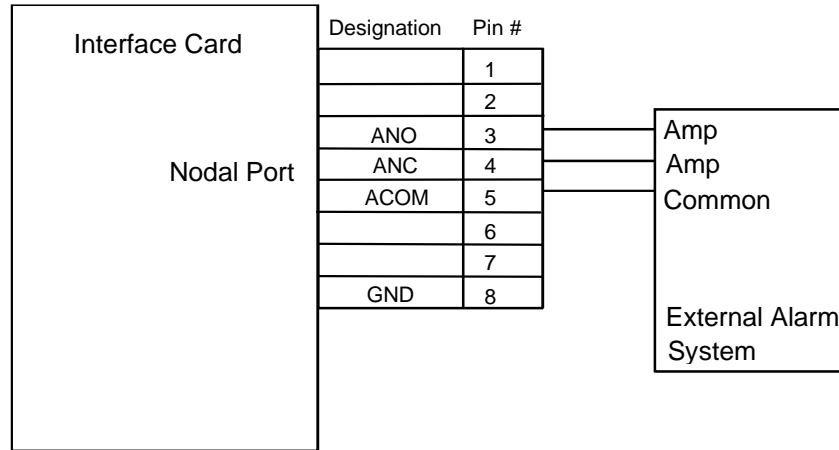 Interface Card
Nodal Port
Designation Pin #
1
2
ANO 3
ANC 4
ACOM 5
6
7
GND 8
Amp
Amp
Common
External Alarm
System